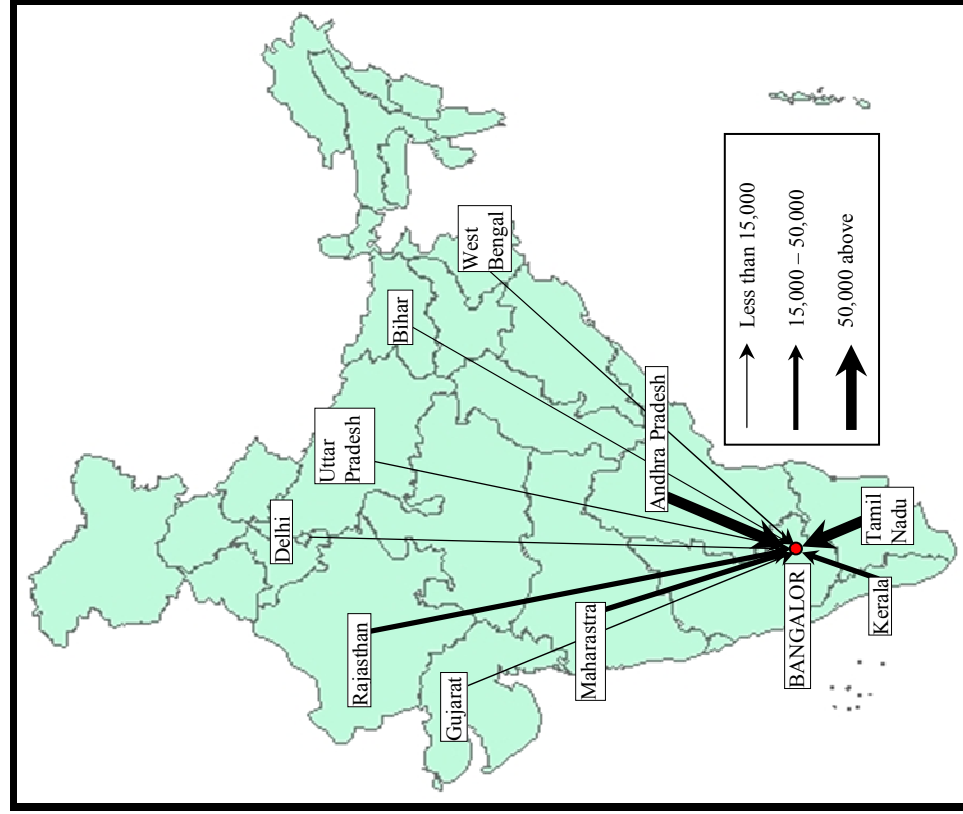 Delhi
Uttar
Pradesh
Rajasthan
Bihar
Gujarat
West
Bengal
Maharastra
Andhra Pradesh
BANGALOR
Kerala
Tamil
Nadu
Less than 15,000
15,000 – 50,000
50,000 above